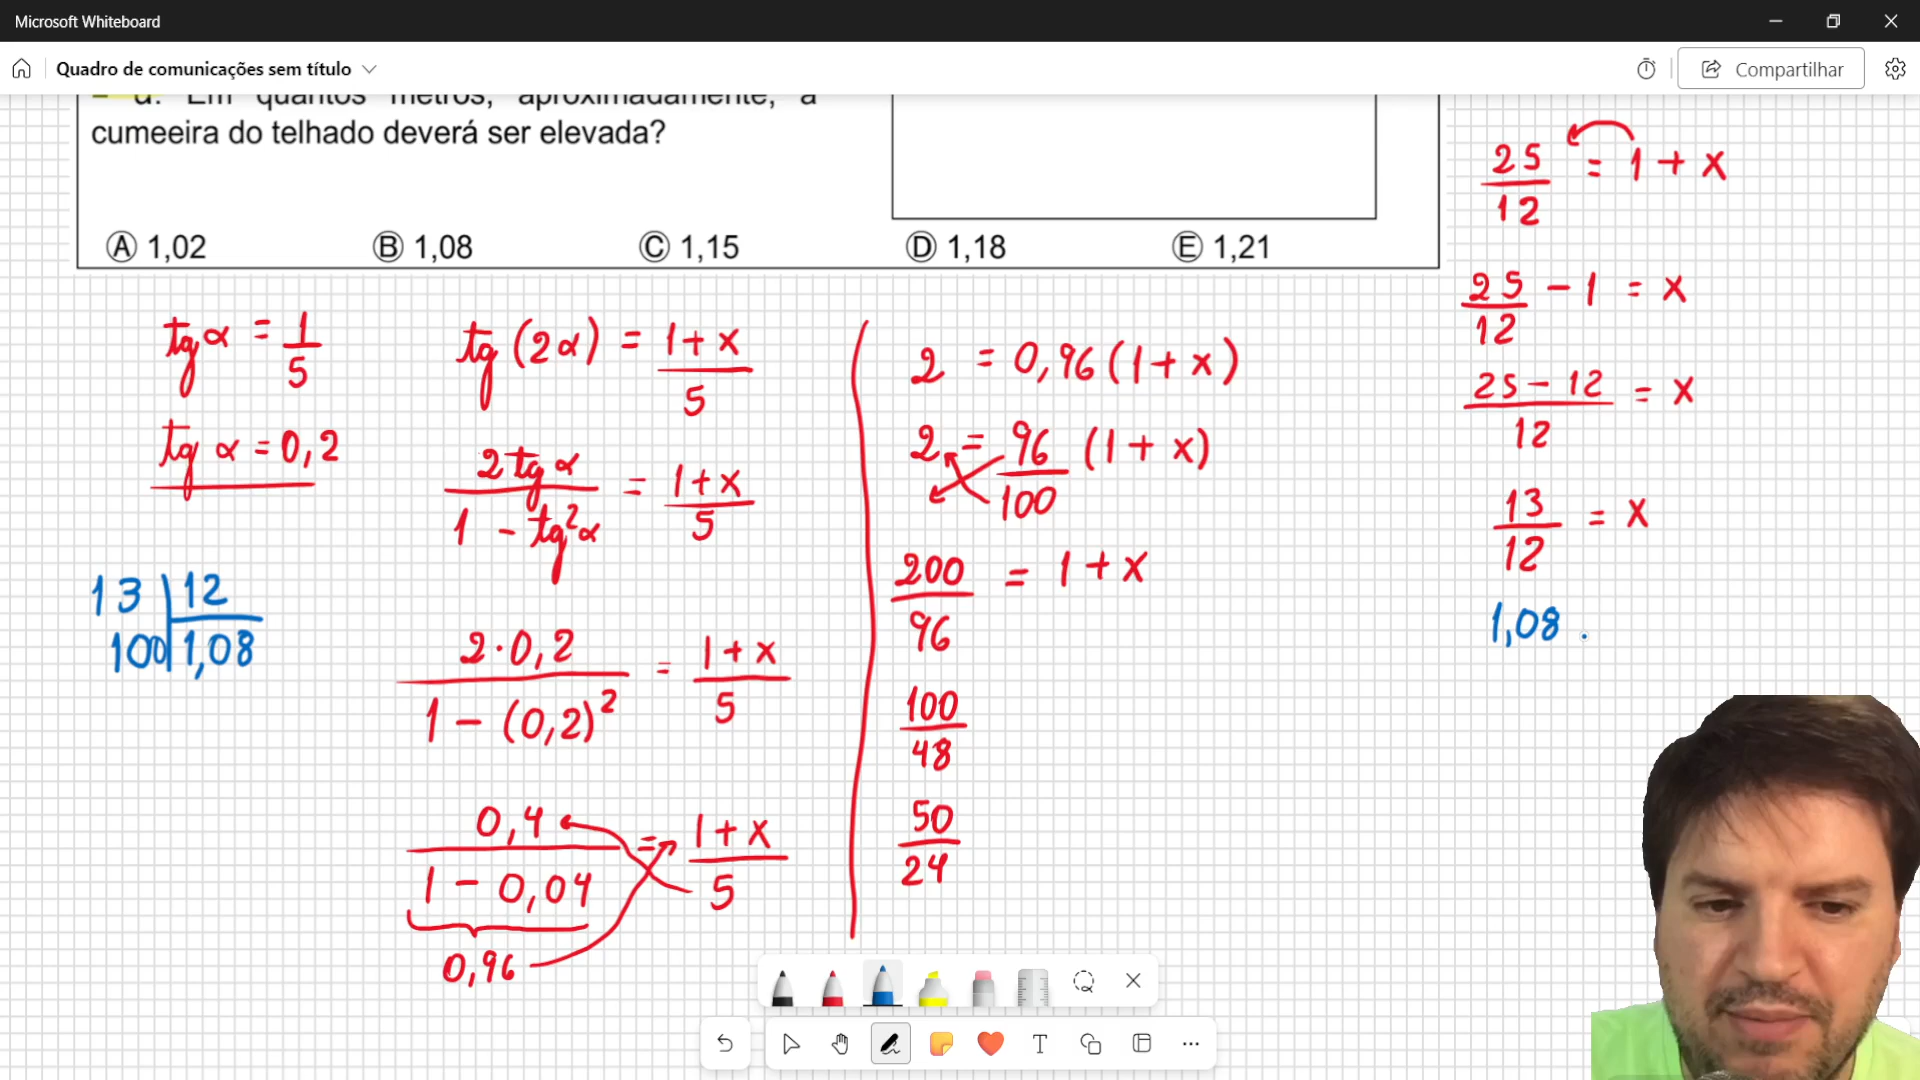 Microsoft Whiteboard
Quadro de comunicações sem título
Compartilhar
= α. Em quantos metros, aproximadamente, a
cumeeira do telhado deverá ser elevada?
Ⓐ 1,02 Ⓑ 1,08 Ⓒ 1,15 Ⓓ 1,18 Ⓔ 1,21
tg α = 1/5
tg α = 0,2
13 | 12
100 | 1,08
tg (2α) = (1 + x)/5
2 tg α/(1 - tg²α) = (1 + x)/5
2·0,2/(1 - (0,2)²) = (1 + x)/5
0,4/(1 - 0,04) = (1 + x)/5
0,96
2 = 0,96 (1 + x)
2 = 96/100 (1 + x)
200/96 = 1 + x
100/48
50/24
25/12 = 1 + x
25/12 - 1 = x
(25 - 12)/12 = x
13/12 = x
1,08
T